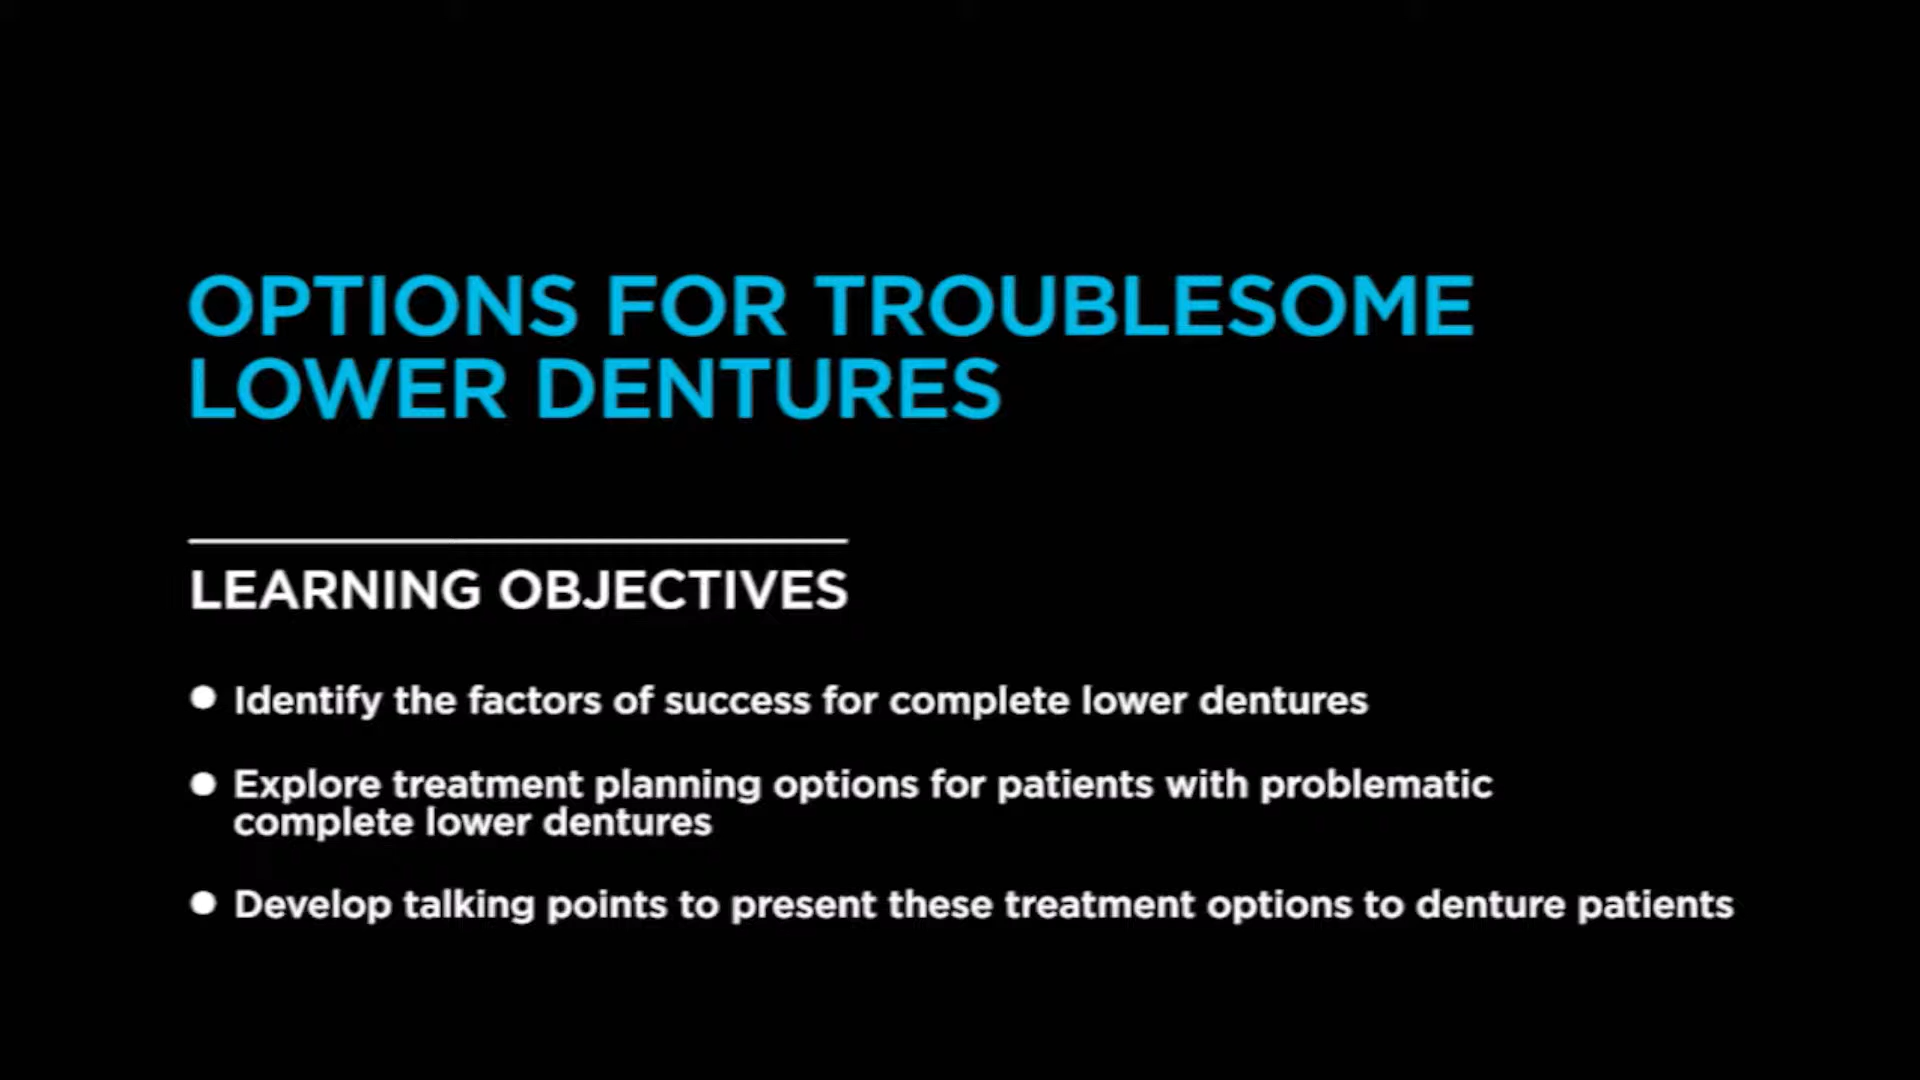 OPTIONS FOR TROUBLESOME
LOWER DENTURES
LEARNING OBJECTIVES
● Identify the factors of success for complete lower dentures
● Explore treatment planning options for patients with problematic
complete lower dentures
● Develop talking points to present these treatment options to denture patients